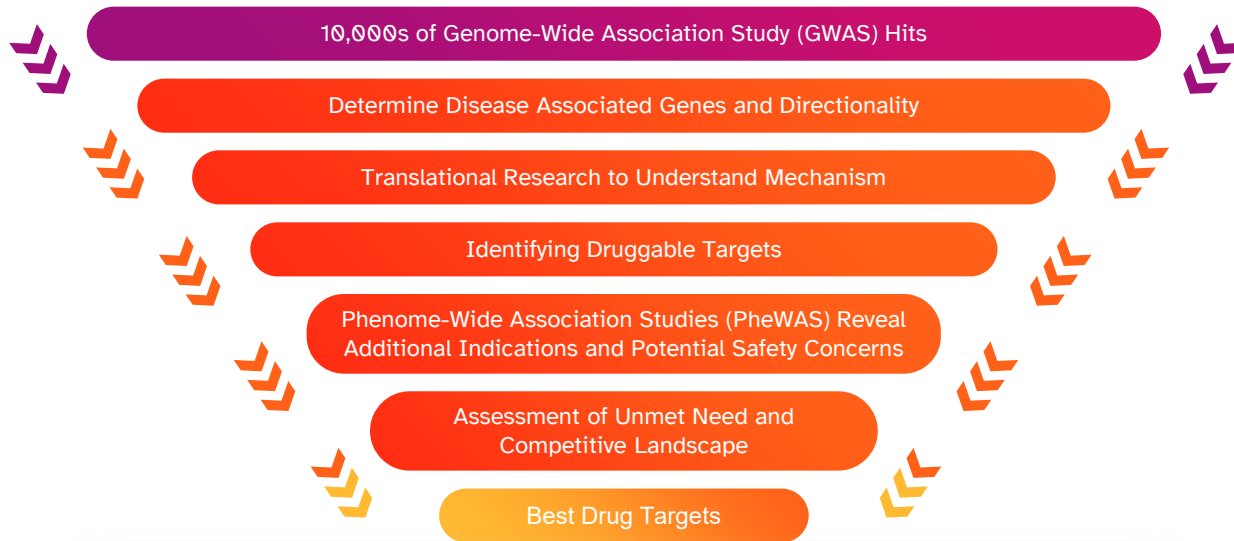 10,000s of Genome-Wide Association Study (GWAS) Hits
Determine Disease Associated Genes and Directionality
Translational Research to Understand Mechanism
Identifying Druggable Targets
Phenome-Wide Association Studies (PheWAS) Reveal
Additional Indications and Potential Safety Concerns
Assessment of Unmet Need and
Competitive Landscape
Best Drug Targets